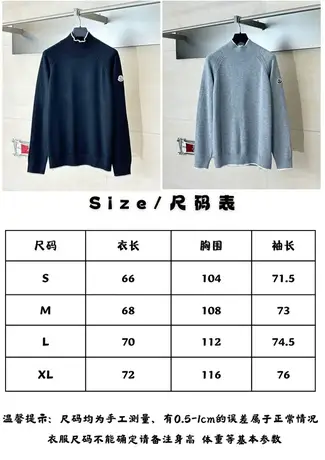 Size/尺码表
尺码 衣长 胸围 袖长
S 66 104 71.5
M 68 108 73
L 70 112 74.5
XL 72 116 76
温馨提示：尺码均为手工测量、有0.5-1cm的误差属于正常情况
衣服尺码不能确定请备注身高 体重等基本参数